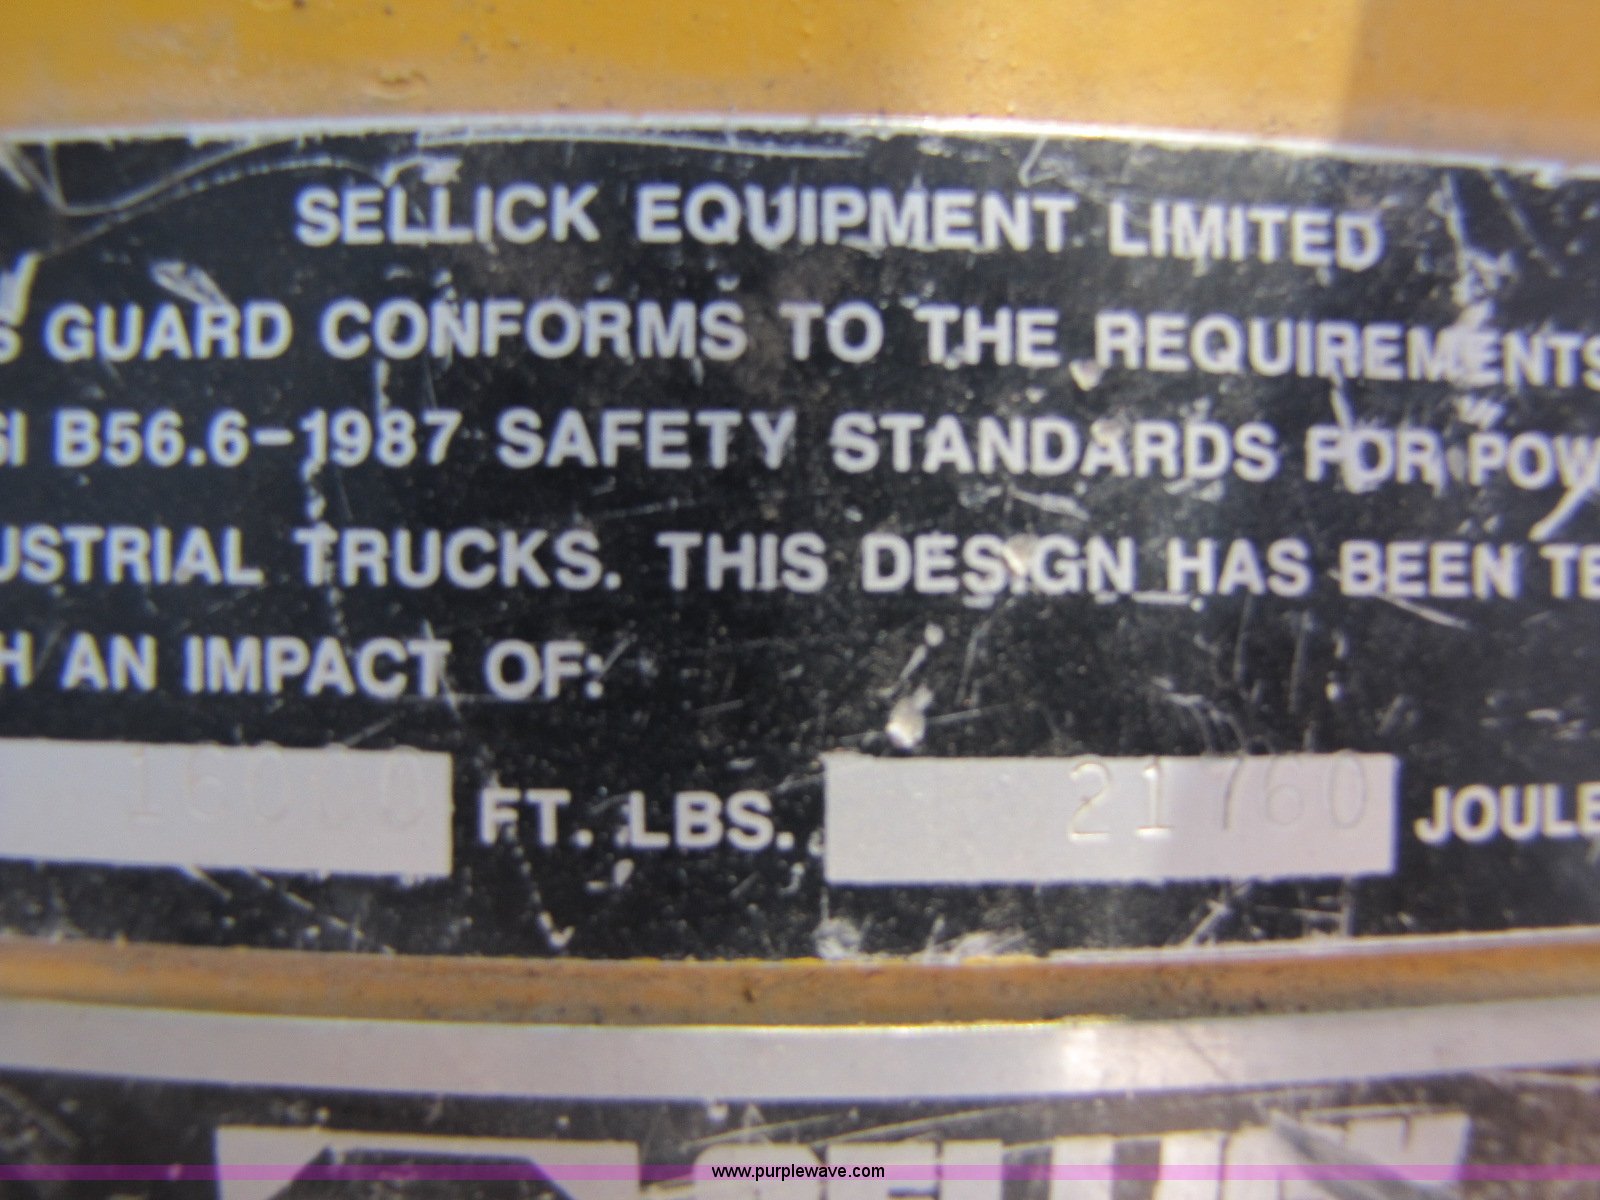 SELLICK EQUIPMENT LIMITED
S GUARD CONFORMS TO THE REQUIREMENTS
SI B56.6-1987 SAFETY STANDARDS FOR POW
USTRIAL TRUCKS. THIS DESIGN HAS BEEN TE
H AN IMPACT OF:
FT. LBS. 21760 JOULE
www.purplewave.com